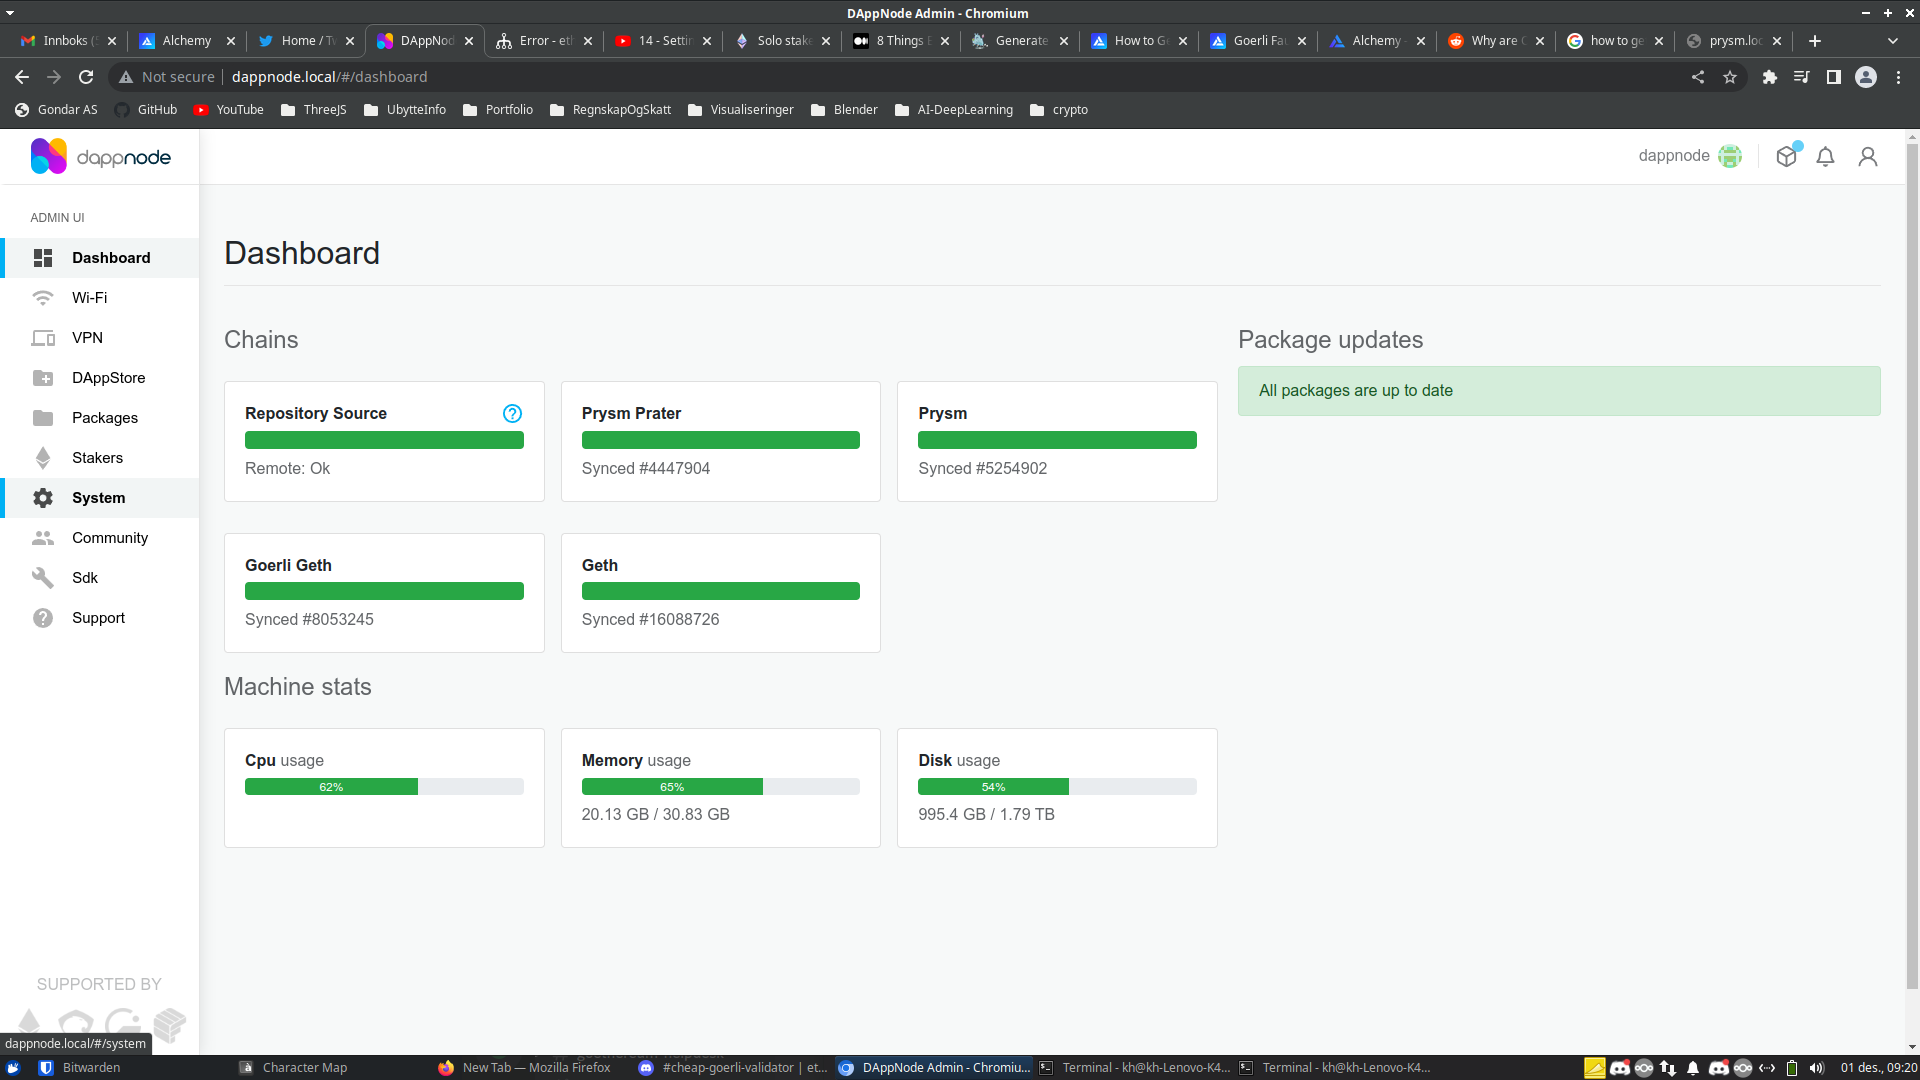 DAppNode Admin - Chromium
Innboks (
Alchemy
Home / Tw
DAppNod
Error - eth
14 - Settin
Solo stake
8 Things E
Generate
How to Ge
Goerli Fau
Alchemy -
Why are G
how to ge
prysm.loc
Not secure
dappnode.local/#/dashboard
Gondar AS
GitHub
YouTube
ThreeJS
UbytteInfo
Portfolio
RegnskapOgSkatt
Visualiseringer
Blender
AI-DeepLearning
crypto
dappnode
dappnode
ADMIN UI
Dashboard
Wi-Fi
VPN
DAppStore
Packages
Stakers
System
Community
Sdk
Support
SUPPORTED BY
dappnode.local/#/system
Dashboard
Chains
Repository Source
Remote: Ok
Prysm Prater
Synced #4447904
Prysm
Synced #5254902
Goerli Geth
Synced #8053245
Geth
Synced #16088726
Machine stats
Cpu usage
62%
Memory usage
65%
20.13 GB / 30.83 GB
Disk usage
54%
995.4 GB / 1.79 TB
Package updates
All packages are up to date
Bitwarden
Character Map
New Tab — Mozilla Firefox
#cheap-goerli-validator | et...
DAppNode Admin - Chromiu...
Terminal - kh@kh-Lenovo-K4...
Terminal - kh@kh-Lenovo-K4...
01 des., 09:20